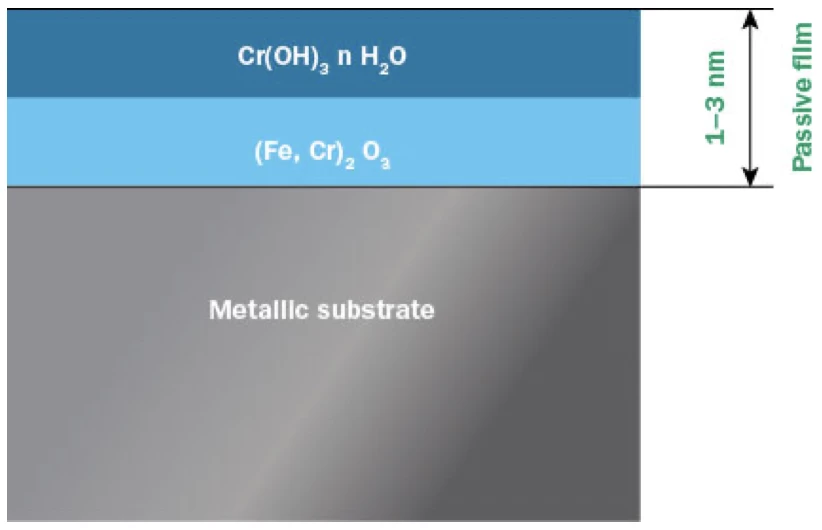 Cr(OH)₃ n H₂O
(Fe, Cr)₂ O₃
Metallic substrate
1–3 nm
Passive film